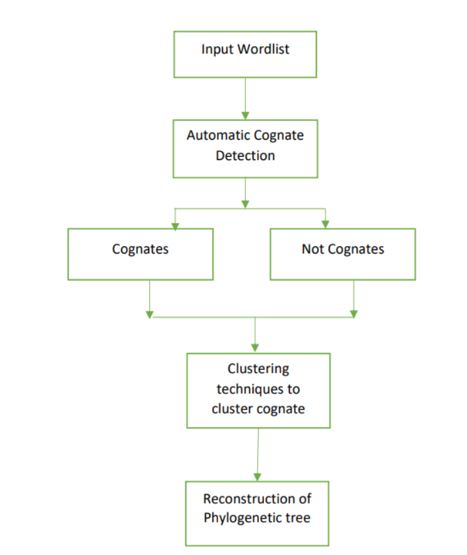 Input Wordlist
Automatic Cognate
Detection
Cognates
Not Cognates
Clustering
techniques to
cluster cognate
Reconstruction of
Phylogenetic tree